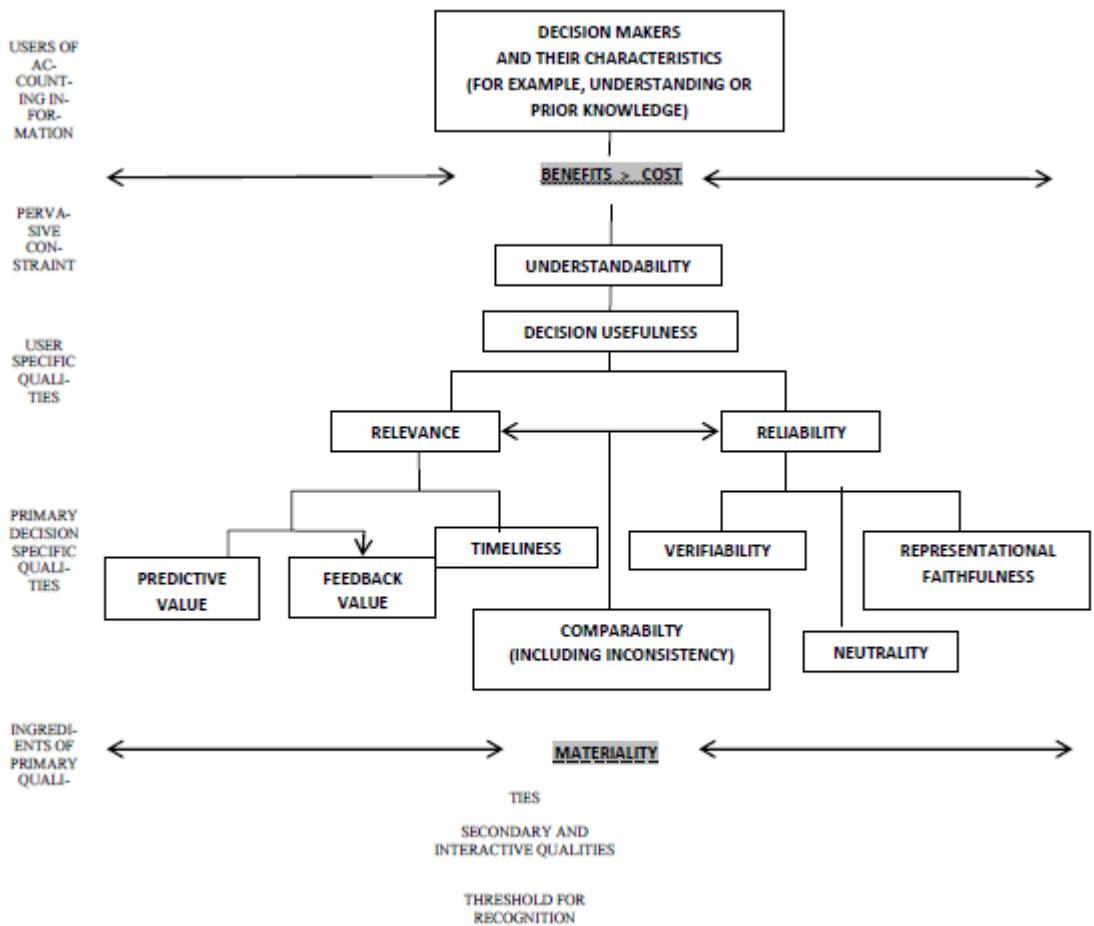 USERS OF
AC-
COUNT-
ING IN-
FOR-
MATION
DECISION MAKERS
AND THEIR CHARACTERISTICS
(FOR EXAMPLE, UNDERSTANDING OR
PRIOR KNOWLEDGE)
BENEFITS > COST
PERVA-
SIVE
CON-
STRAINT
UNDERSTANDABILITY
DECISION USEFULNESS
USER
SPECIFIC
QUALI-
TIES
RELEVANCE
RELIABILITY
PRIMARY
DECISION
SPECIFIC
QUALI-
TIES
PREDICTIVE
VALUE
FEEDBACK
VALUE
TIMELINESS
VERIFIABILITY
REPRESENTATIONAL
FAITHFULNESS
COMPARABILTY
(INCLUDING INCONSISTENCY)
NEUTRALITY
INGREDI-
ENTS OF
PRIMARY
QUALI-
MATERIALITY
TIES
SECONDARY AND
INTERACTIVE QUALITIES
THRESHOLD FOR
RECOGNITION